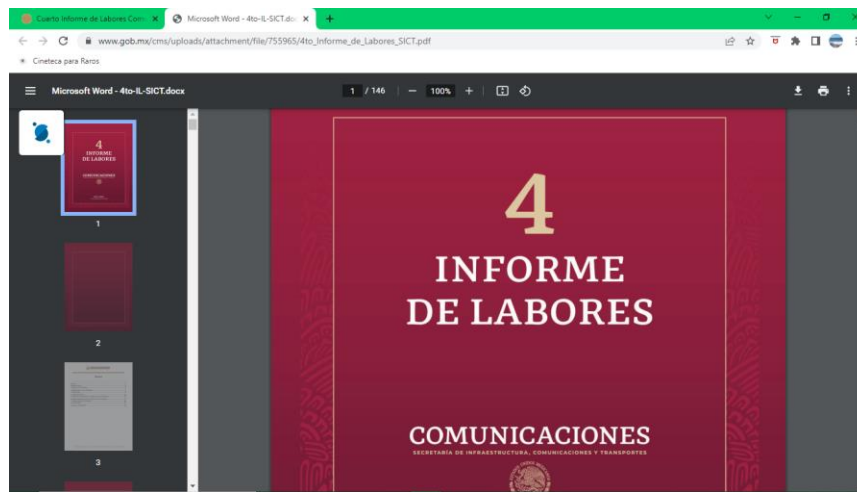 Cuarto Informe de Labores Com
Microsoft Word - 4to-IL-SICT.do
www.gob.mx/cms/uploads/attachment/file/755965/4to_Informe_de_Labores_SICT.pdf
Cineteca para Raros
Microsoft Word - 4to-IL-SICT.docx
1 / 146
100%
4
INFORME
DE LABORES
COMUNICACIONES
1
2
3
4
INFORME
DE LABORES
COMUNICACIONES
SECRETARÍA DE INFRAESTRUCTURA, COMUNICACIONES Y TRANSPORTES